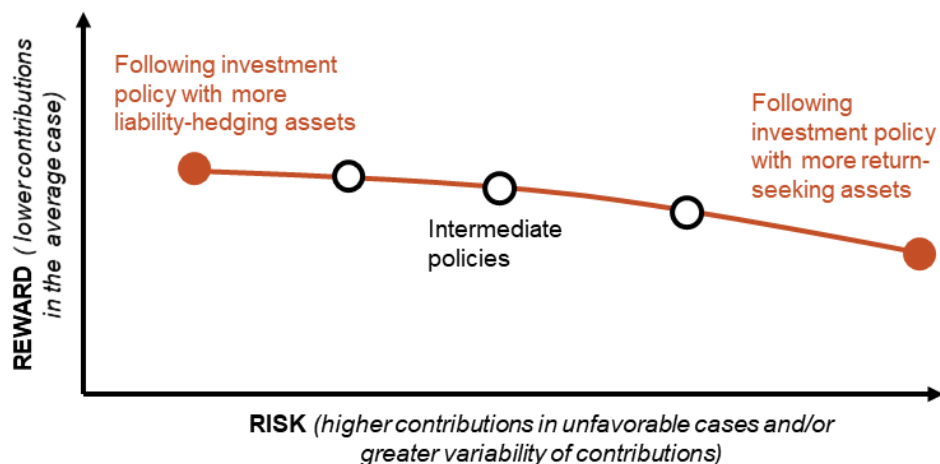 REWARD (lower contributions
in the average case)
Following investment
policy with more
liability-hedging assets
Following
investment policy
with more return-
seeking assets
Intermediate
policies
RISK (higher contributions in unfavorable cases and/or
greater variability of contributions)